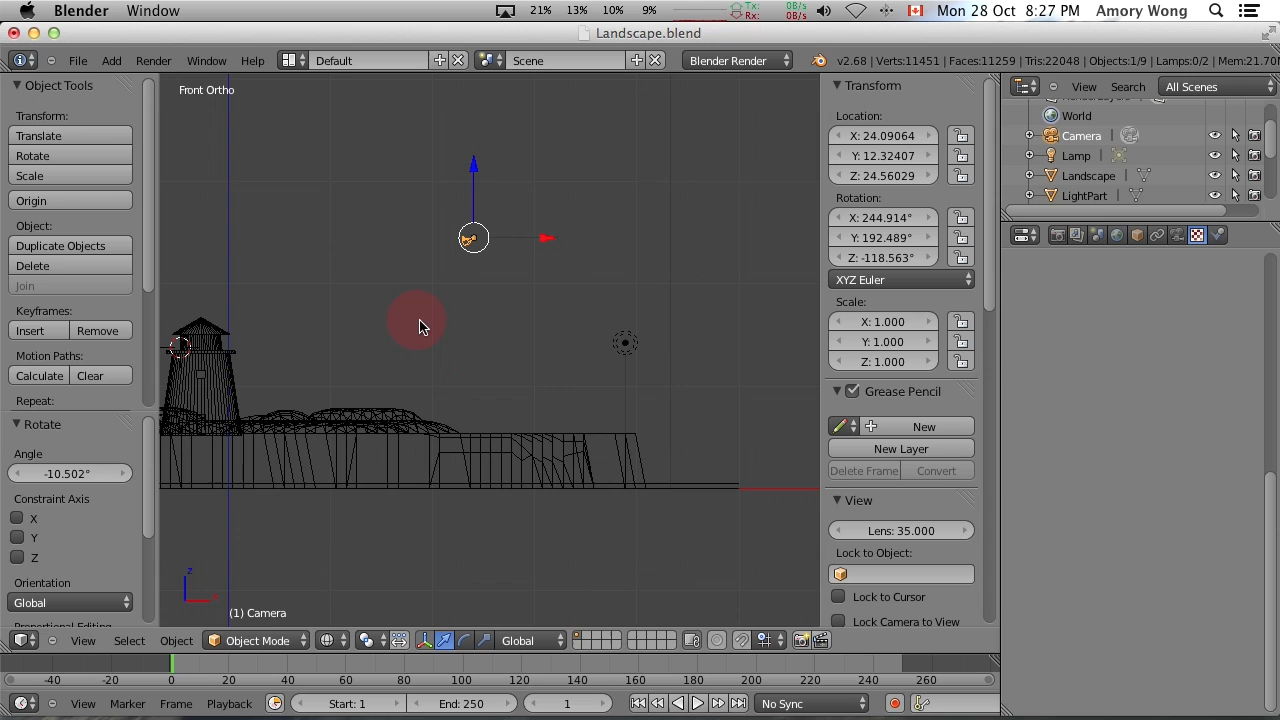 Blender Window 21% 13% 10% 9% Tx: 0B/s Rx: 0B/s Mon 28 Oct 8:27 PM Amory Wong
Landscape.blend
File Add Render Window Help Default Scene Blender Render v2.68 | Verts:11451 | Faces:11259 | Tris:22048 | Objects:1/9 | Lamps:0/2 | Mem:21.70
Object Tools
Transform:
Translate
Rotate
Scale
Origin
Object:
Duplicate Objects
Delete
Join
Keyframes:
Insert Remove
Motion Paths:
Calculate Clear
Repeat:
Rotate
Angle
-10.502°
Constraint Axis
X
Y
Z
Orientation
Global
Front Ortho
z
(1) Camera
Transform
Location:
X: 24.09064
Y: 12.32407
Z: 24.56029
Rotation:
X: 244.914°
Y: 192.489°
Z: -118.563°
XYZ Euler
Scale:
X: 1.000
Y: 1.000
Z: 1.000
Grease Pencil
New
New Layer
Delete Frame Convert
View
Lens: 35.000
Lock to Object:
Lock to Cursor
Lock Camera to View
View Search All Scenes
World
Camera
Lamp
Landscape
LightPart
View Select Object Object Mode Global
-40 -20 0 20 40 60 80 100 120 140 160 180 200 220 240 260
View Marker Frame Playback Start: 1 End: 250 1 No Sync